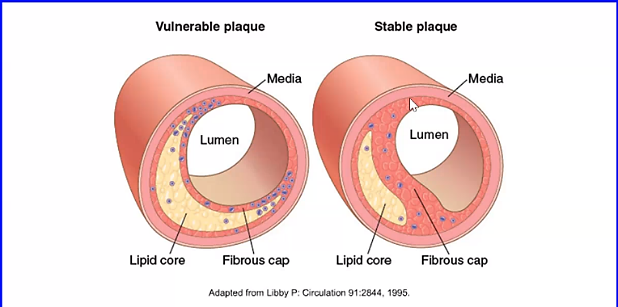 Vulnerable plaque
Stable plaque
Media
Media
Lumen
Lumen
Lipid core
Fibrous cap
Lipid core
Fibrous cap
Adapted from Libby P: Circulation 91:2844, 1995.